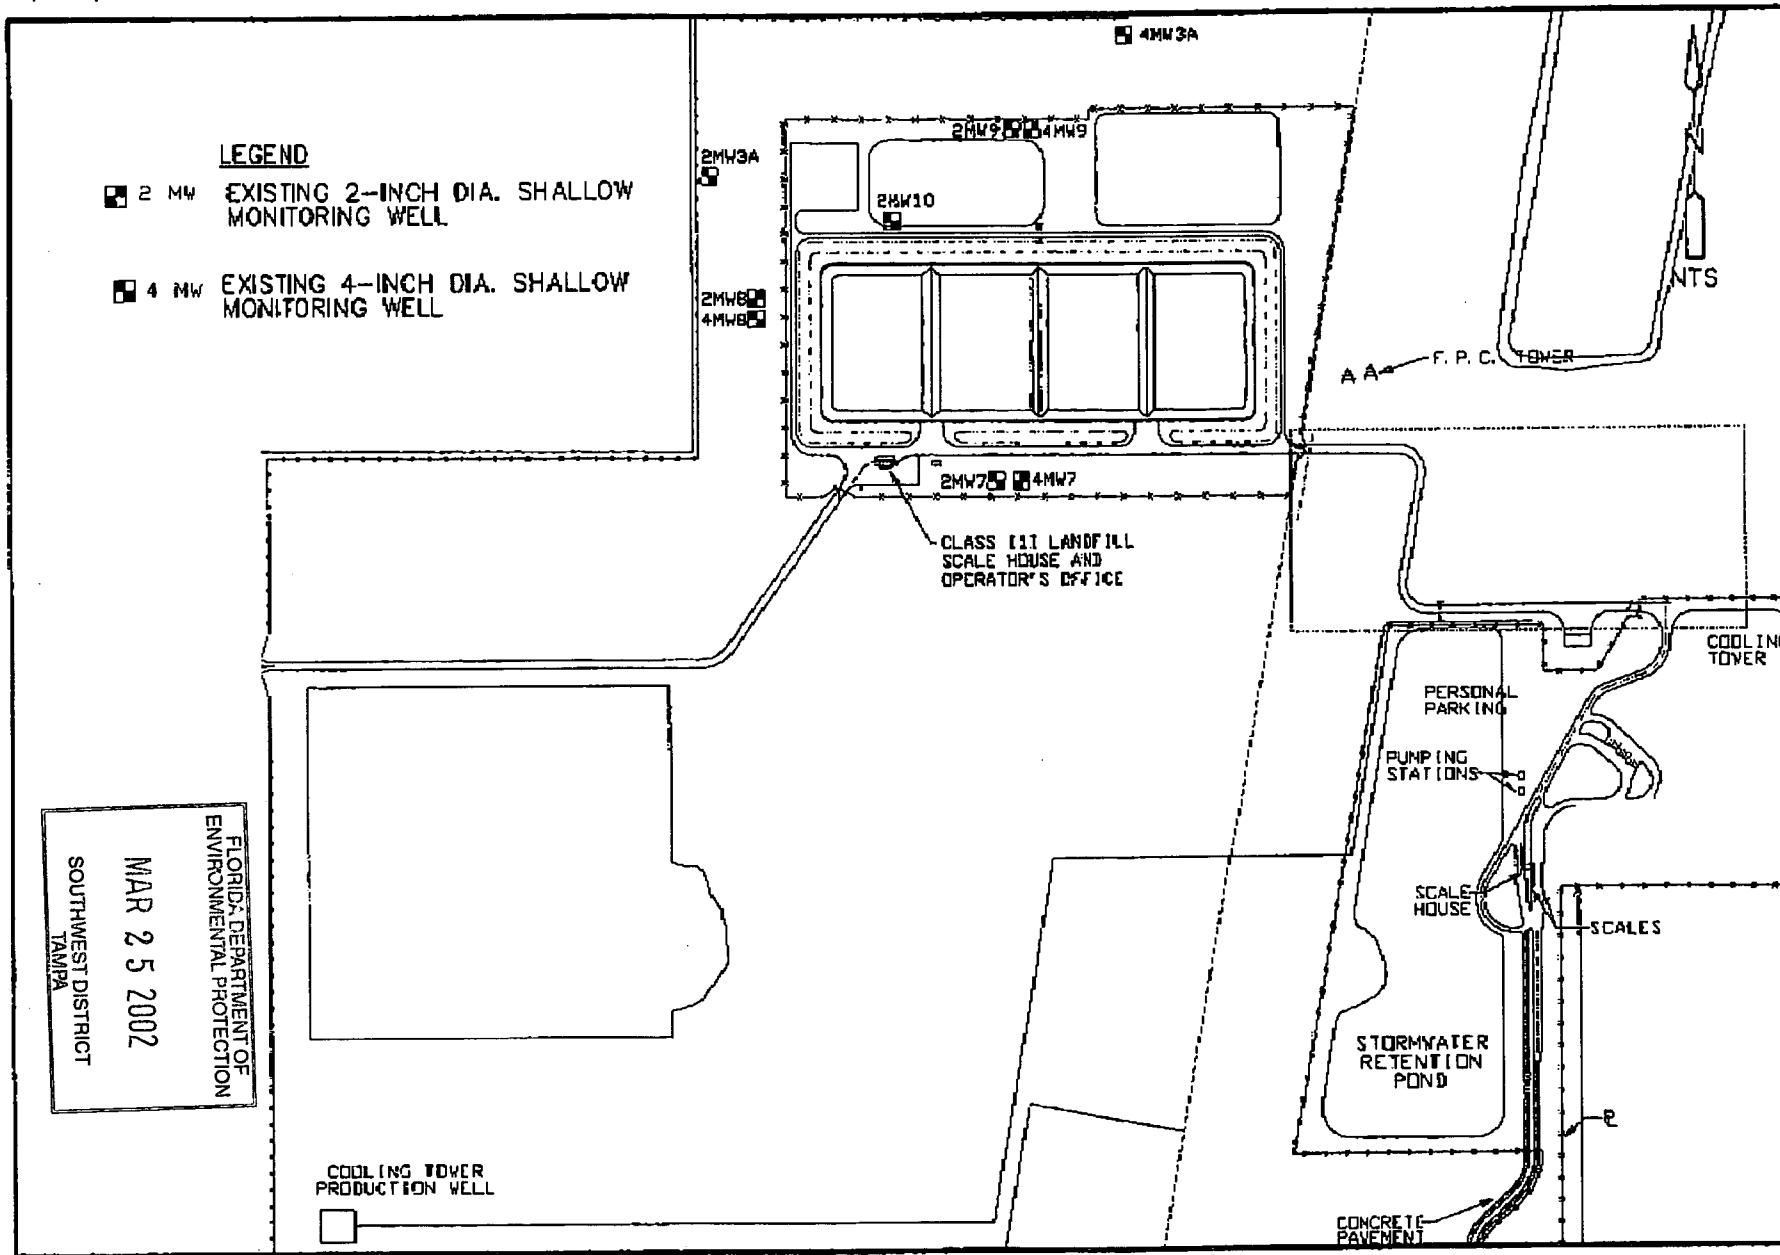 4MW3A
LEGEND
2 MW EXISTING 2-INCH DIA. SHALLOW
MONITORING WELL
4 MW EXISTING 4-INCH DIA. SHALLOW
MONITORING WELL
2MW3A
2MW9
4MW9
2MW10
2MW8
4MW8
2MW7
4MW7
N
NTS
F. P. C. TOWER
CLASS III LANDFILL
SCALE HOUSE AND
OPERATOR'S OFFICE
COOLING
TOWER
PERSONAL
PARKING
PUMPING
STATIONS
SCALE
HOUSE
SCALES
STORMWATER
RETENTION
POND
CONCRETE
PAVEMENT
COOLING TOWER
PRODUCTION WELL
FLORIDA DEPARTMENT OF
ENVIRONMENTAL PROTECTION
MAR 25 2002
SOUTHWEST DISTRICT
TAMPA